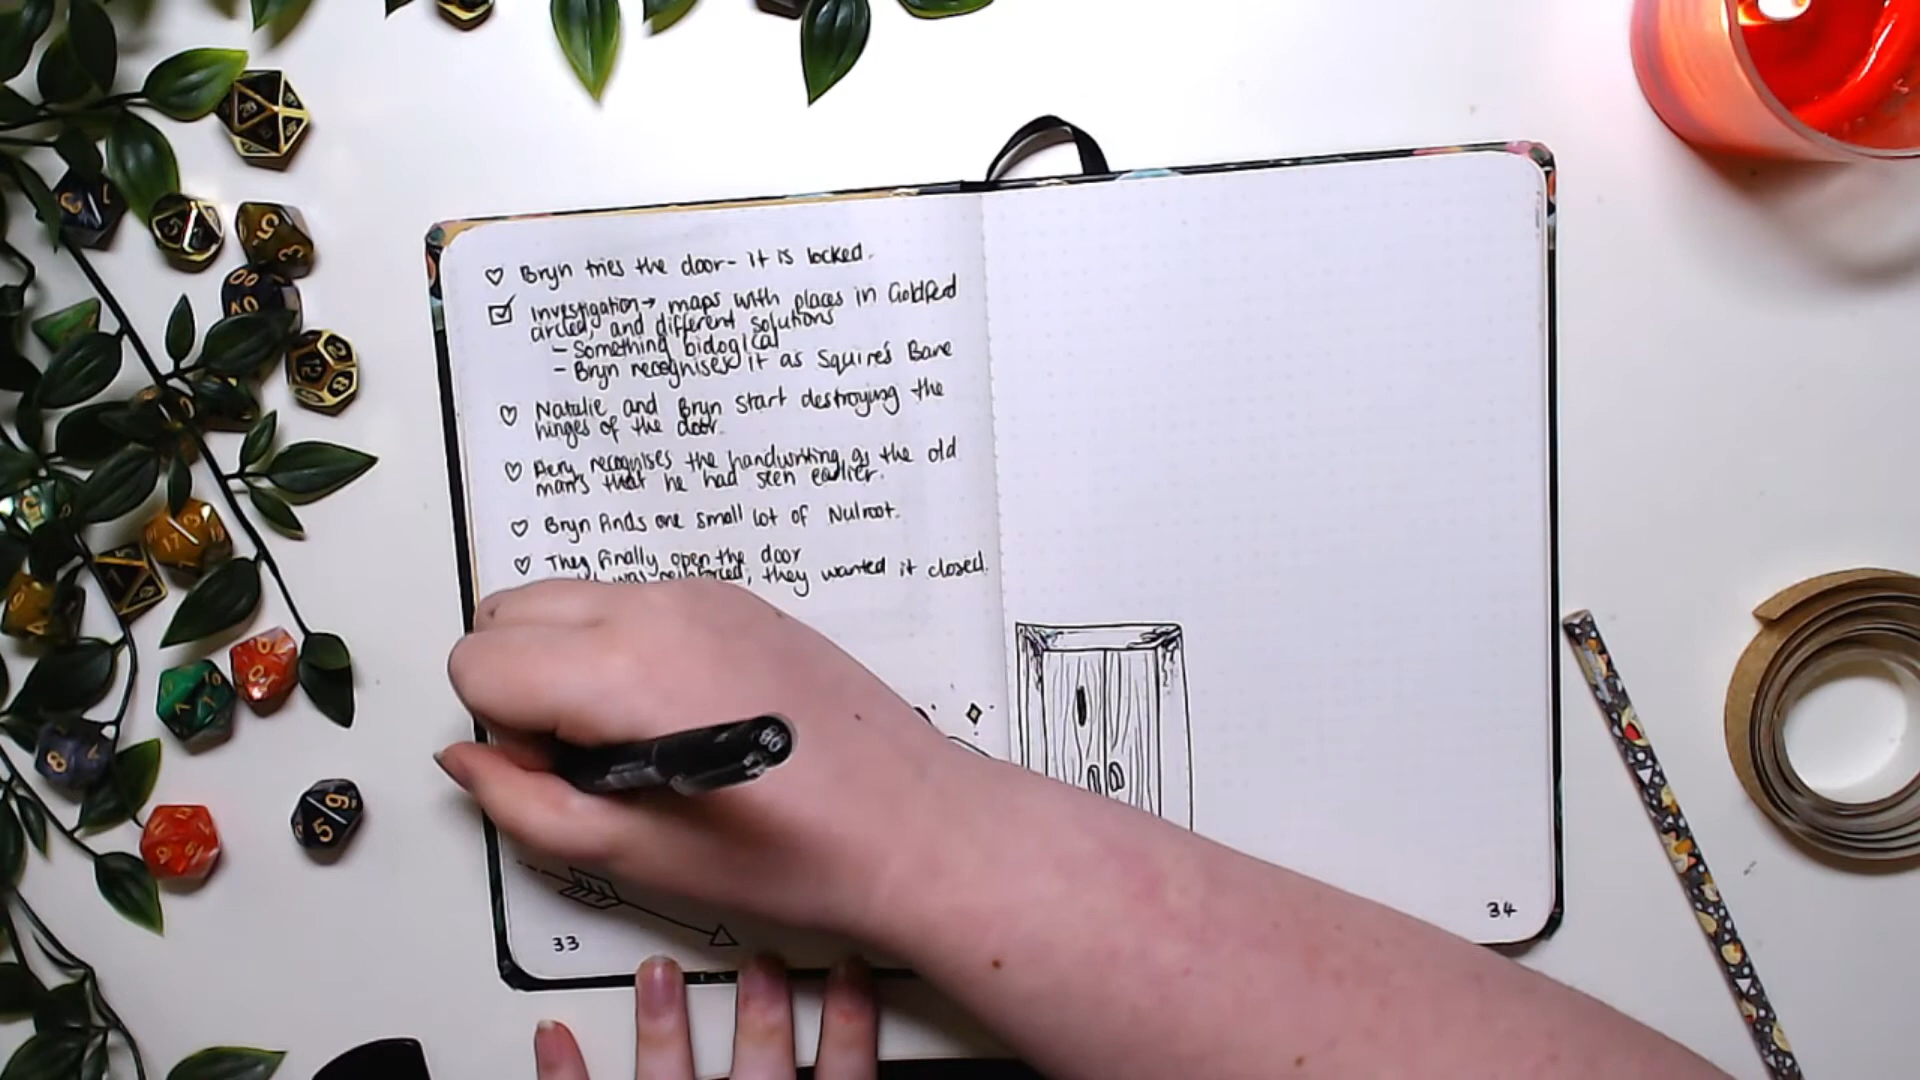 Bryn tries the door- it is locked.
Investigation→ maps with places in Goldferd
circled, and different solutions
- Something biological
- Bryn recognises it as Squire's Bane
Natalie and Bryn start destroying the
hinges of the door.
recognises the handwriting as the old
man's that he had seen earlier.
Bryn finds one small lot of Nulroot.
They finally open the door
was reinforced, they wanted it closed.
33
34